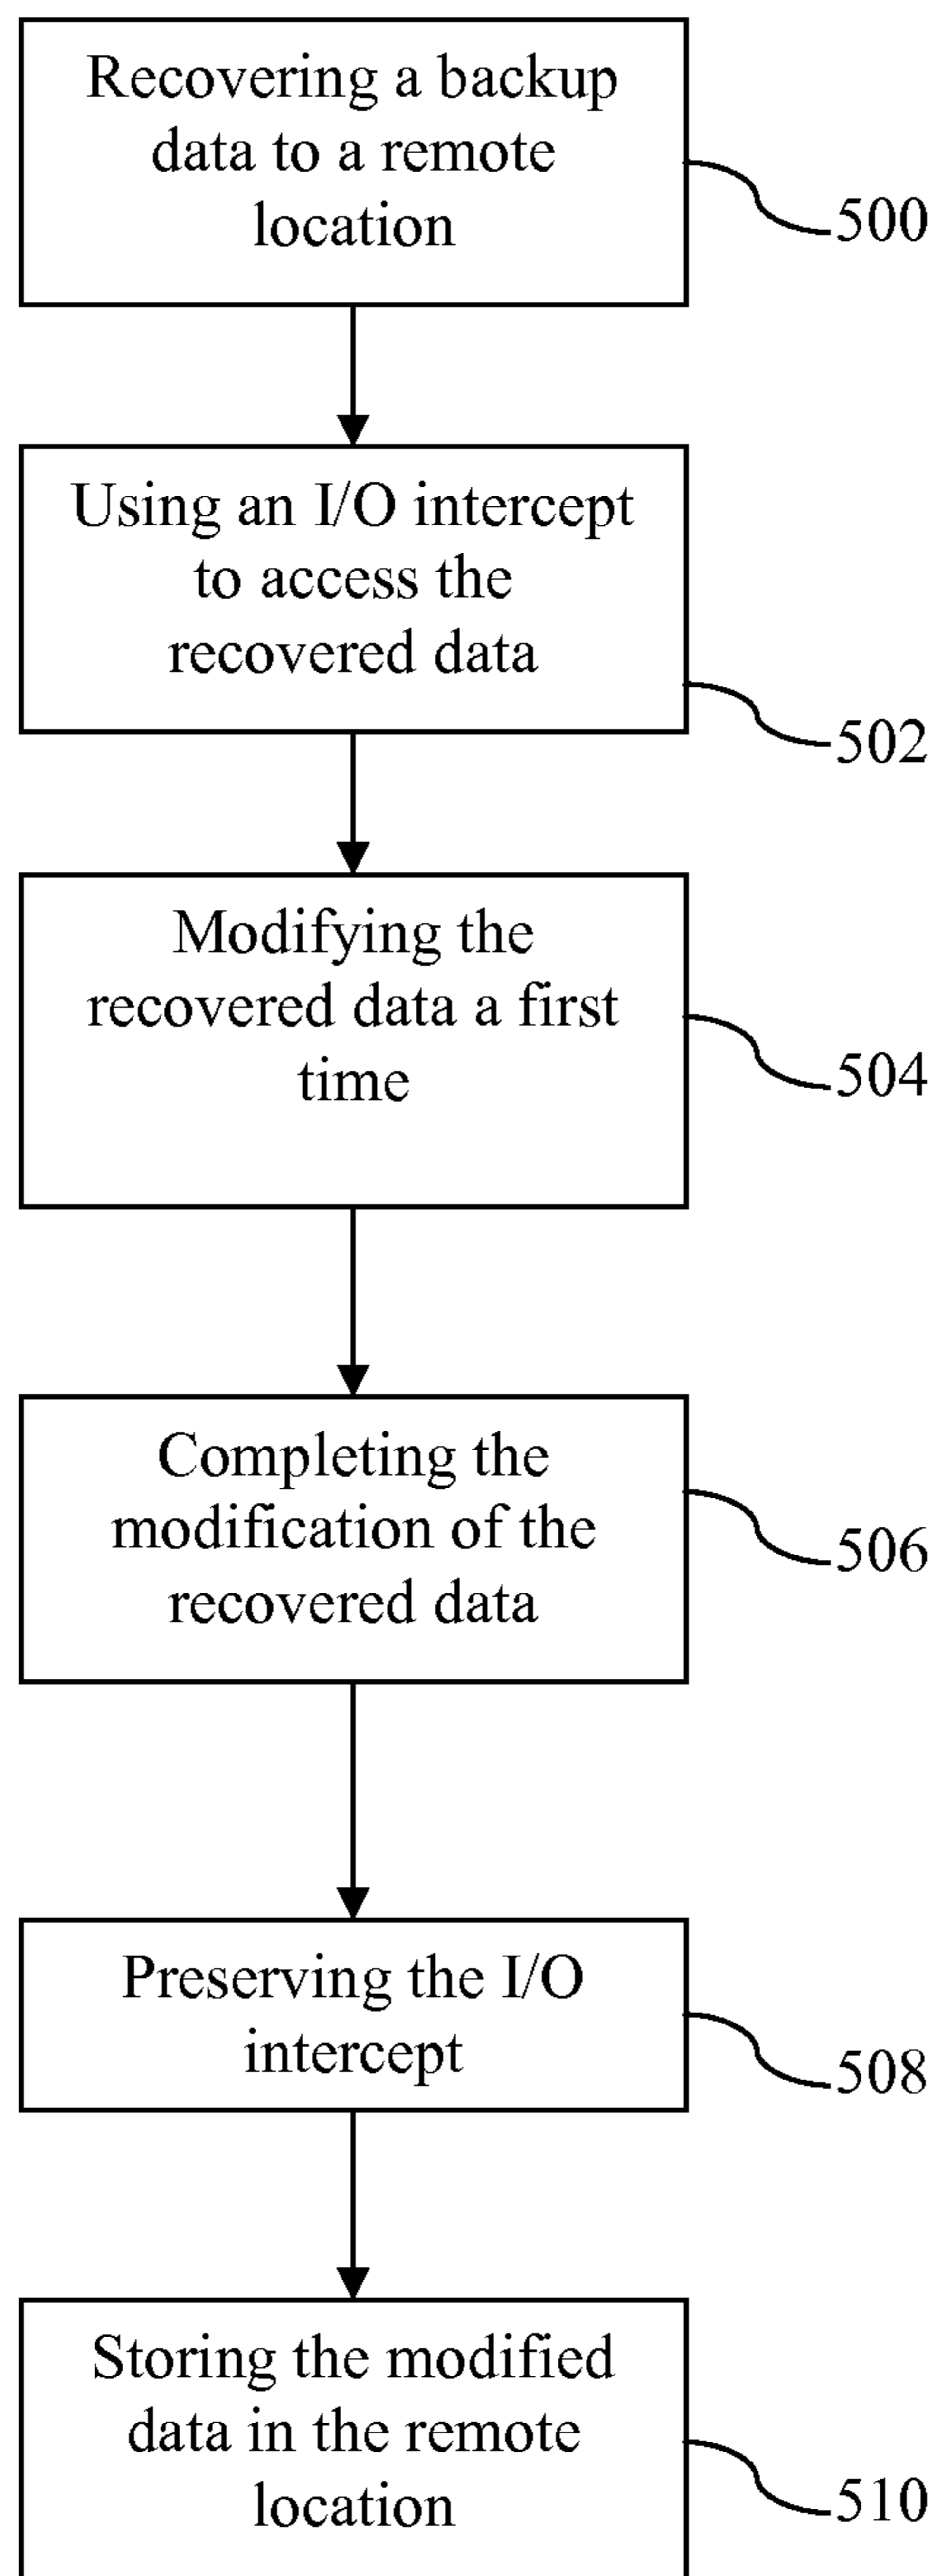 Recovering a backup
data to a remote
location
500
Using an I/O intercept
to access the
recovered data
502
Modifying the
recovered data a first
time
504
Completing the
modification of the
recovered data
506
Preserving the I/O
intercept
508
Storing the modified
data in the remote
location
510